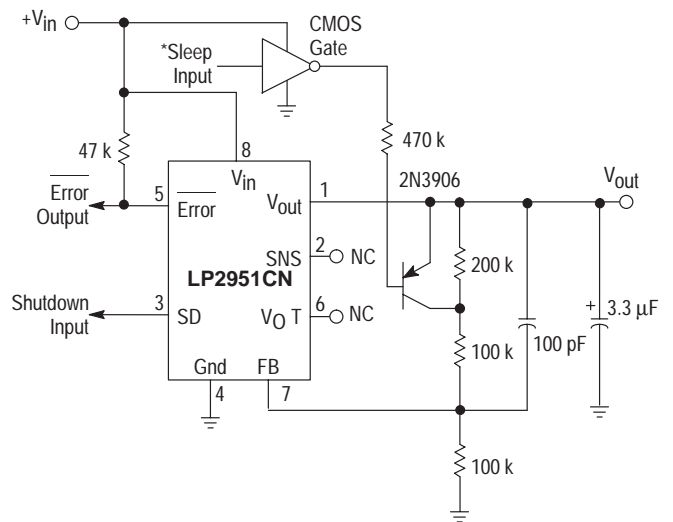 +Vin
*Sleep
Input
CMOS
Gate
470 k
47 k
8
Vin
2N3906
Error
Output
5
Error
Vout
1
Vout
SNS
2
NC
200 k
LP2951CN
Shutdown
Input
3
SD
VO T
6
NC
100 k
100 pF
+
3.3 µF
Gnd
FB
4
7
100 k